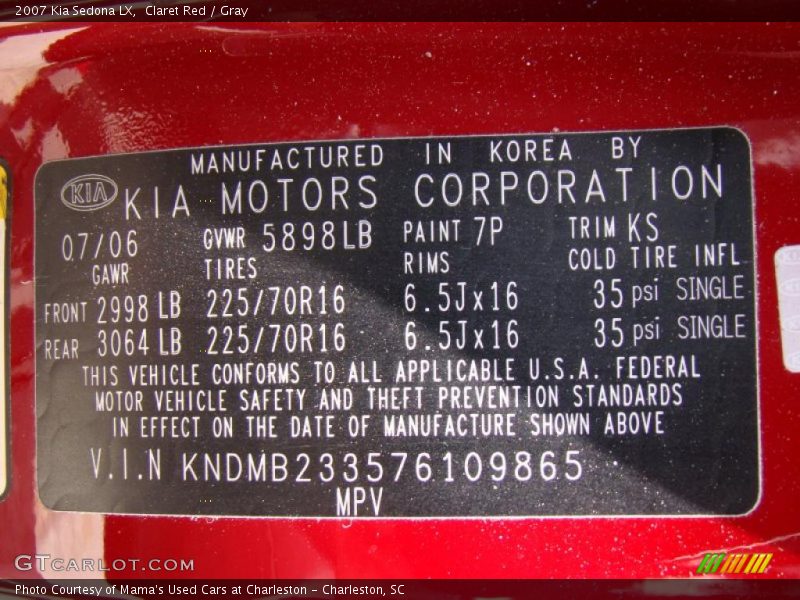 2007 Kia Sedona LX,  Claret Red / Gray
MANUFACTURED IN KOREA BY
KIA KIA MOTORS CORPORATION
07/06 GVWR 5898LB PAINT 7P TRIM KS
GAWR TIRES RIMS COLD TIRE INFL
FRONT 2998 LB 225/70R16 6.5Jx16 35 psi SINGLE
REAR 3064 LB 225/70R16 6.5Jx16 35 psi SINGLE
THIS VEHICLE CONFORMS TO ALL APPLICABLE U.S.A. FEDERAL
MOTOR VEHICLE SAFETY AND THEFT PREVENTION STANDARDS
IN EFFECT ON THE DATE OF MANUFACTURE SHOWN ABOVE
V.I.N KNDMB233576109865
MPV
GTCARLOT.COM
Photo Courtesy of Mama's Used Cars at Charleston - Charleston, SC